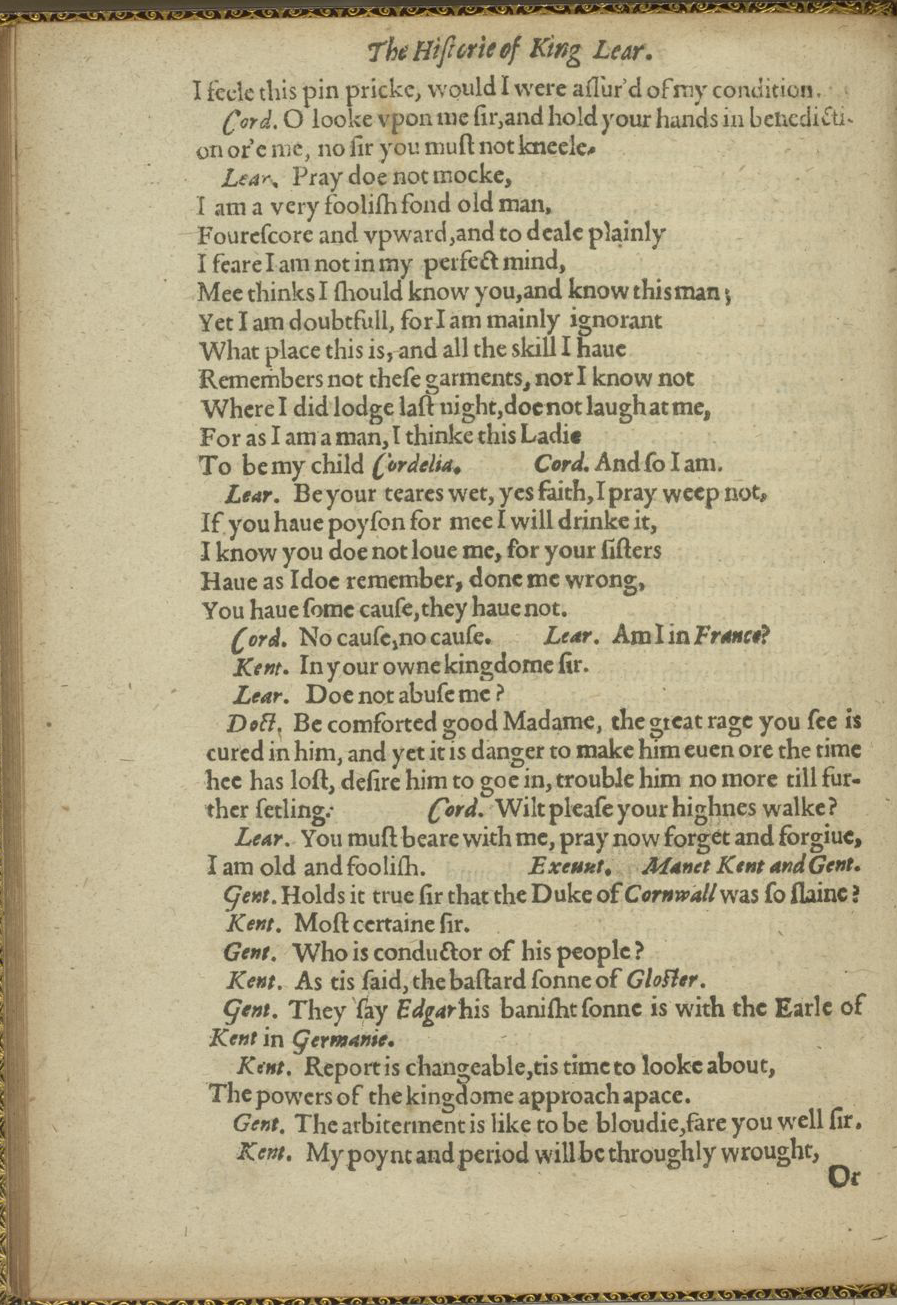 The Hiſtorie of King Lear.
I feele this pin pricke, would I were aſſur'd of my condition.
Cord. O looke vpon me ſir,and hold your hands in benedicti-
on or'e me, no ſir you muſt not kneele.
Lear. Pray doe not mocke,
I am a very fooliſh fond old man,
Foureſcore and vpward,and to deale plainly
I feare I am not in my perfect mind,
Mee thinks I ſhould know you,and know this man;
Yet I am doubtfull, for I am mainly ignorant
What place this is, and all the skill I haue
Remembers not theſe garments, nor I know not
Where I did lodge laſt night,doe not laugh at me,
For as I am a man, I thinke this Ladie
To be my child Cordelia. Cord. And ſo I am.
Lear. Be your teares wet, yes faith, I pray weep not,
If you haue poyſon for mee I will drinke it,
I know you doe not loue me, for your ſiſters
Haue as I doe remember, done me wrong,
You haue ſome cauſe,they haue not.
Cord. No cauſe,no cauſe. Lear. Am I in France?
Kent. In your owne kingdome ſir.
Lear. Doe not abuſe me?
Doct. Be comforted good Madame, the great rage you ſee is
cured in him, and yet it is danger to make him euen ore the time
hee has loſt, deſire him to goe in, trouble him no more till fur-
ther ſetling: Cord. Wilt pleaſe your highnes walke?
Lear. You muſt beare with me, pray now forget and forgiue,
I am old and fooliſh. Exeunt. Manet Kent and Gent.
Gent. Holds it true ſir that the Duke of Cornwall was ſo ſlaine?
Kent. Moſt certaine ſir.
Gent. Who is conductor of his people?
Kent. As tis ſaid, the baſtard ſonne of Gloſter.
Gent. They ſay Edgar his baniſht ſonne is with the Earle of
Kent in Germanie.
Kent. Report is changeable,tis time to looke about,
The powers of the kingdome approach apace.
Gent. The arbiterment is like to be bloudie,fare you well ſir.
Kent. My poynt and period will be throughly wrought,
Or